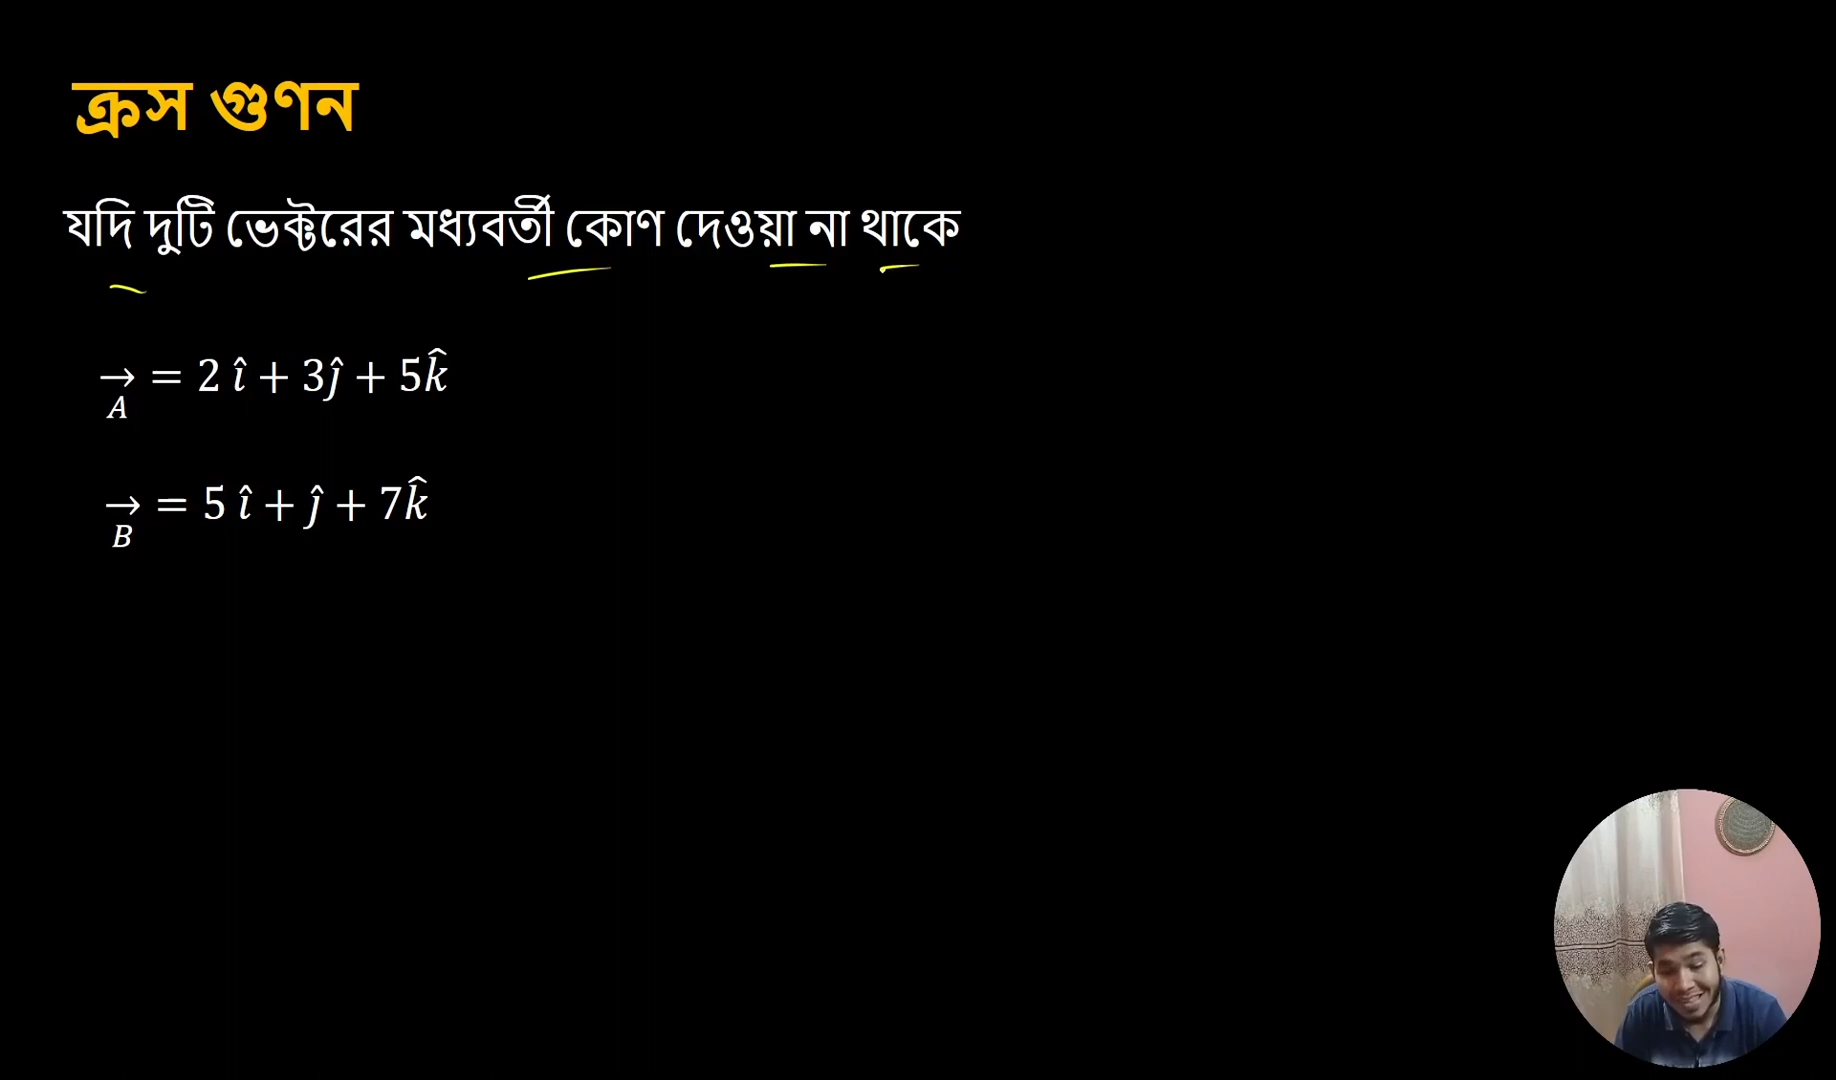 ক্রস গুণন
যদি দুটি ভেক্টরের মধ্যবর্তী কোণ দেওয়া না থাকে
→ = 2 î + 3ĵ + 5k̂
A
→ = 5 î + ĵ + 7k̂
B